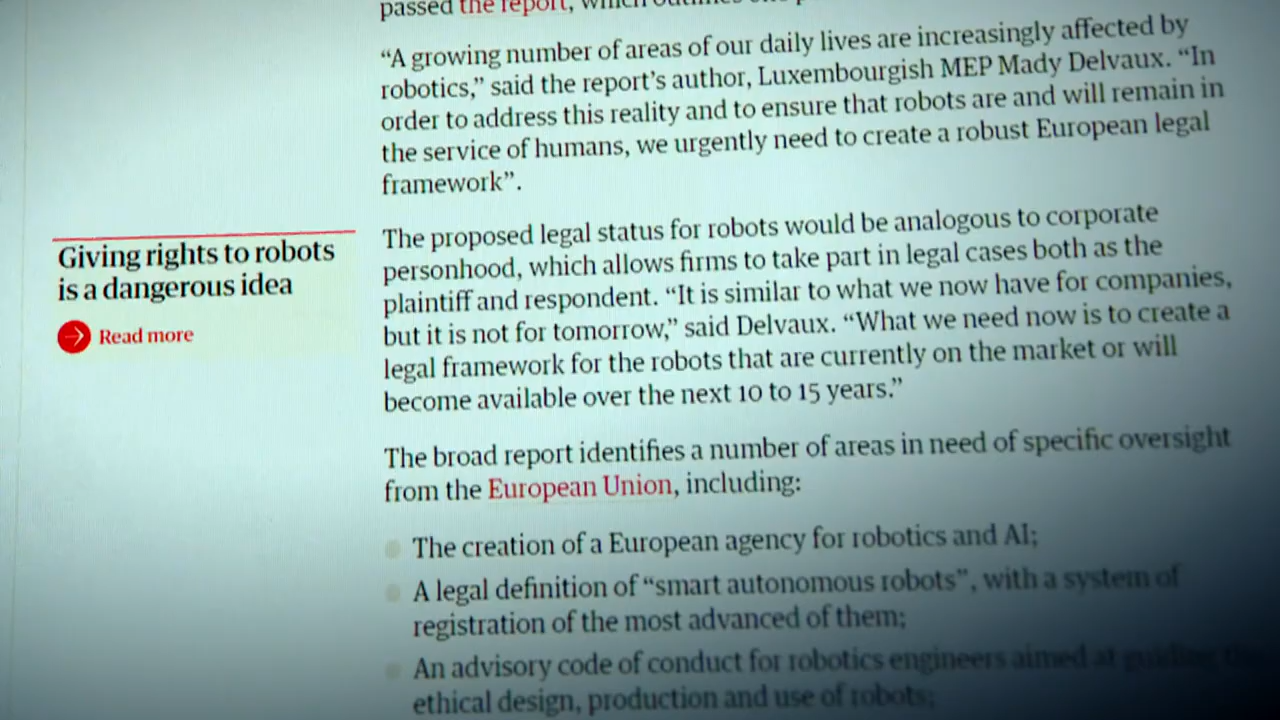 passed the report, which outlines
“A growing number of areas of our daily lives are increasingly affected by
robotics,” said the report’s author, Luxembourgish MEP Mady Delvaux. “In
order to address this reality and to ensure that robots are and will remain in
the service of humans, we urgently need to create a robust European legal
framework”.
Giving rights to robots
is a dangerous idea
Read more
The proposed legal status for robots would be analogous to corporate
personhood, which allows firms to take part in legal cases both as the
plaintiff and respondent. “It is similar to what we now have for companies,
but it is not for tomorrow,” said Delvaux. “What we need now is to create a
legal framework for the robots that are currently on the market or will
become available over the next 10 to 15 years.”
The broad report identifies a number of areas in need of specific oversight
from the European Union, including:
The creation of a European agency for robotics and AI;
A legal definition of “smart autonomous robots”, with a system of
registration of the most advanced of them;
An advisory code of conduct for robotics engineers aimed at guiding the
ethical design, production and use of robots;